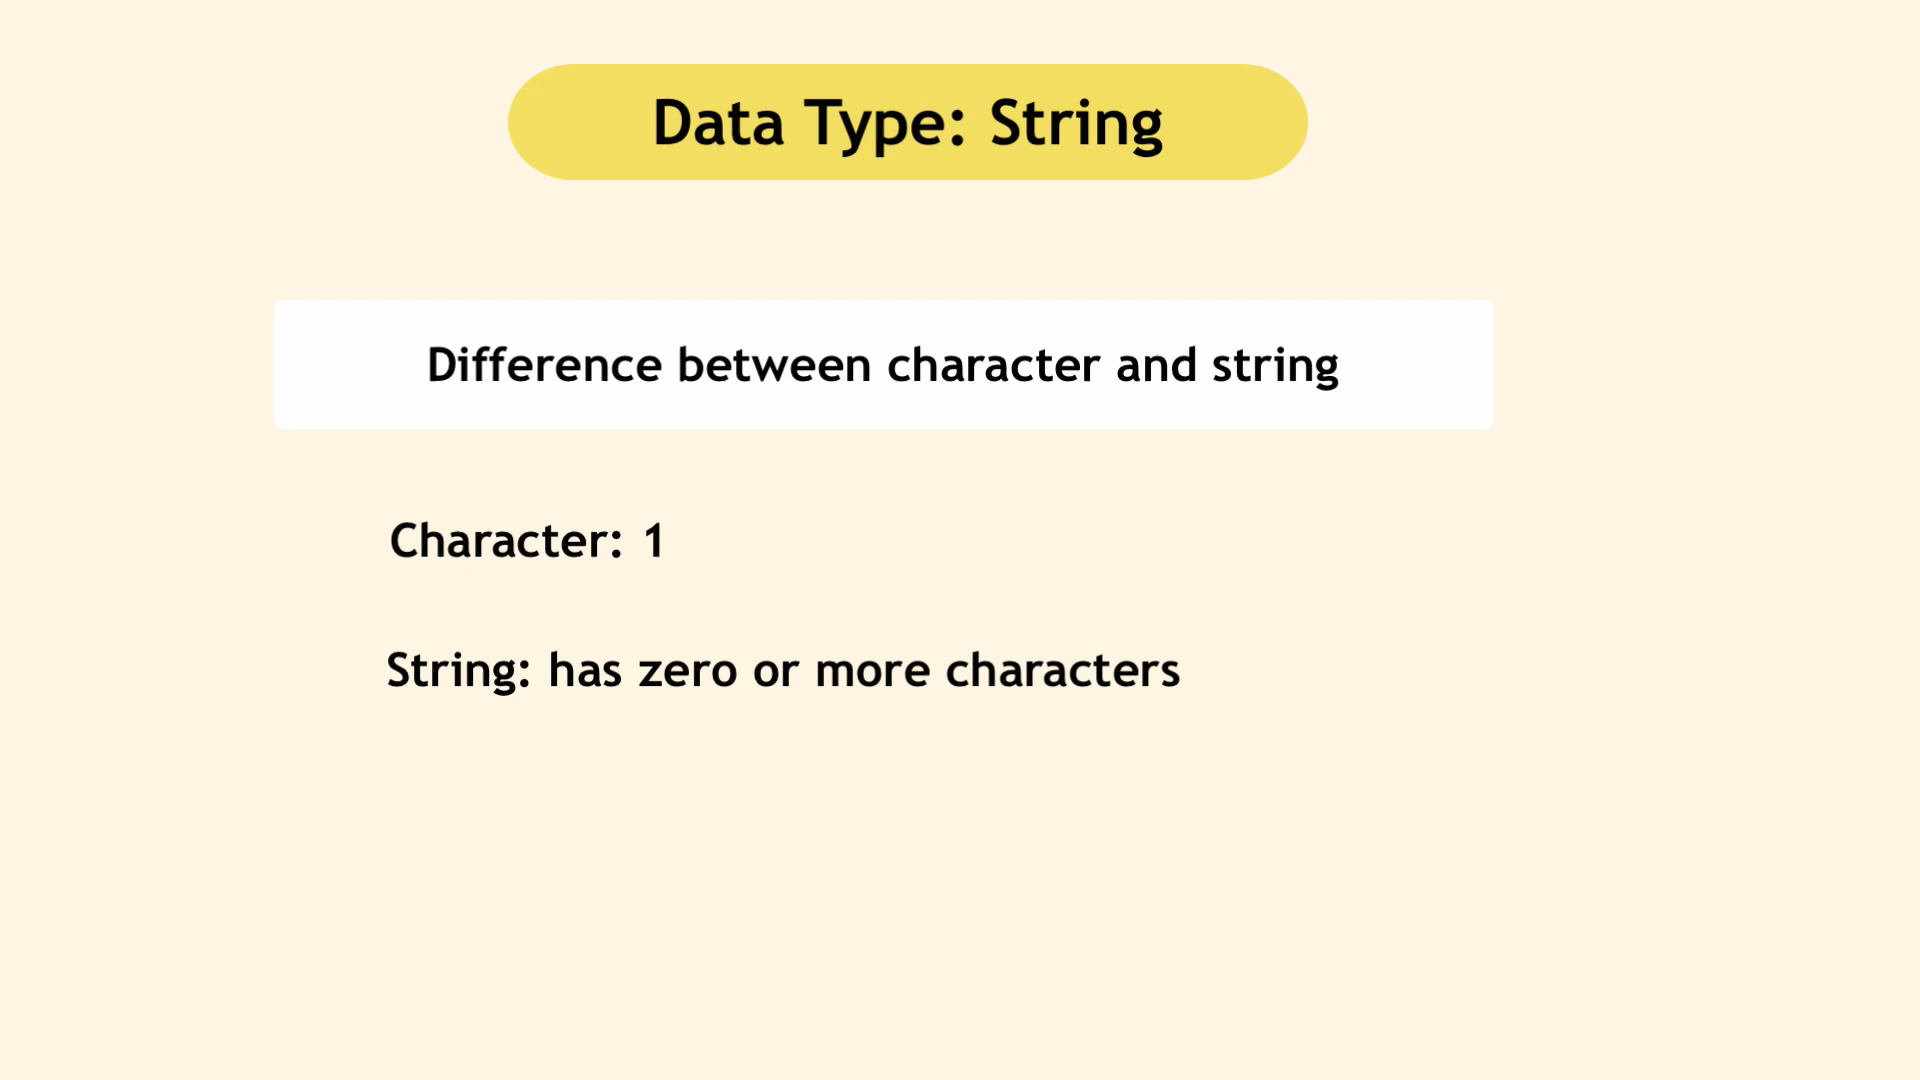 Data Type: String
Difference between character and string
Character: 1
String: has zero or more characters